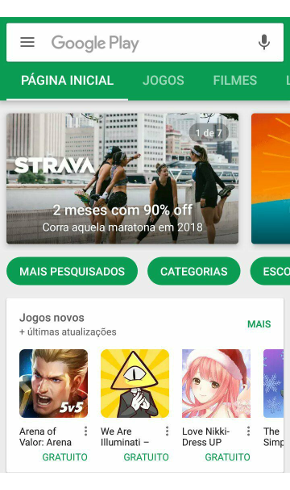 Google Play
PÁGINA INICIAL JOGOS FILMES
1 de 7
STRAVA
2 meses com 90% off
Corra aquela maratona em 2018
MAIS PESQUISADOS CATEGORIAS ESCO
Jogos novos
+ últimas atualizações
MAIS
5v5
Arena of
Valor: Arena
GRATUITO
We Are
Illuminati –
GRATUITO
Love Nikki-
Dress UP
GRATUITO
The
Simp